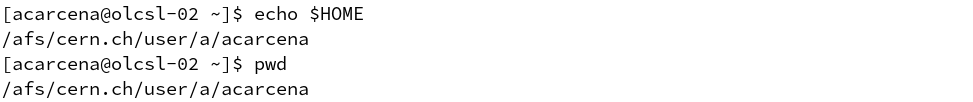 [acarcena@olcsl-02 ~]$ echo $HOME
/afs/cern.ch/user/a/acarcena
[acarcena@olcsl-02 ~]$ pwd
/afs/cern.ch/user/a/acarcena